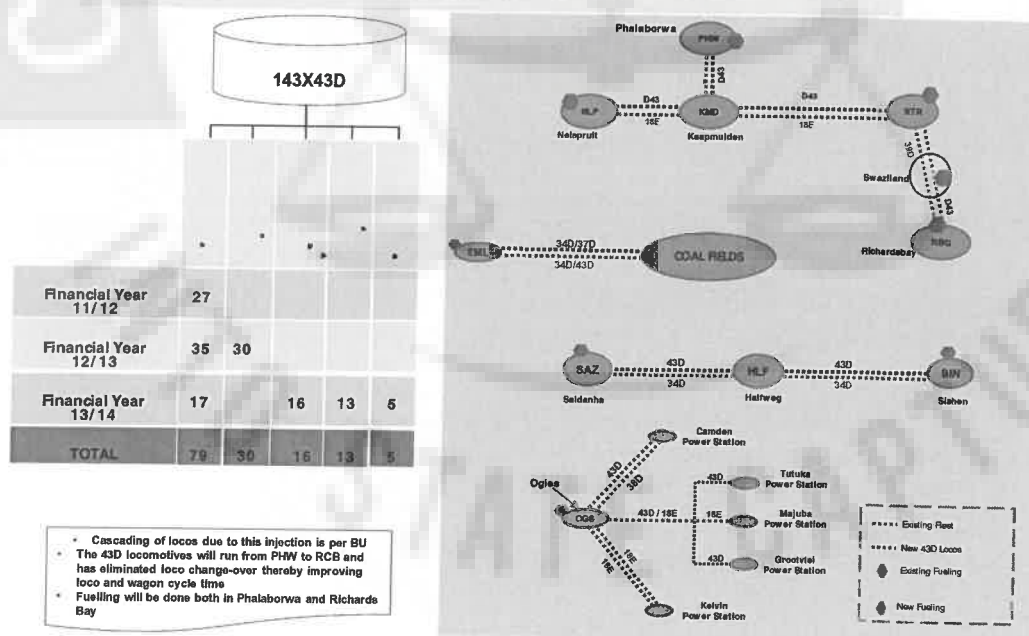 143X43D
Financial Year
11/12
27
Financial Year
12/13
35 30
Financial Year
13/14
17 16 13 5
TOTAL 79 30 16 13 5
• Cascading of locos due to this injection is per BU
• The 43D locomotives will run from PHW to RCB and
has eliminated loco change-over thereby improving
loco and wagon cycle time
• Fuelling will be done both in Phalaborwa and Richards
Bay
Phalaborwa
PHW
D43
NLP
D43
18E
KMD
D43
18E
Nelspruit
Kaapmuiden
39D
Swaziland
D43
Richardsbay
34D/37D
34D/43D
COAL FIELDS
SAZ
43D
34D
HLF
43D
34D
Saldanha
Halfweg
Sishen
Camden
Power Station
43D
38D
Ogies
OGS
43D / 18E
43D
Tutuka
Power Station
18E
Majuba
Power Station
43D
Grootvlei
Power Station
18E
18E
Kelvin
Power Station
Existing Fleet
New 43D Locos
Existing Fueling
New Fueling